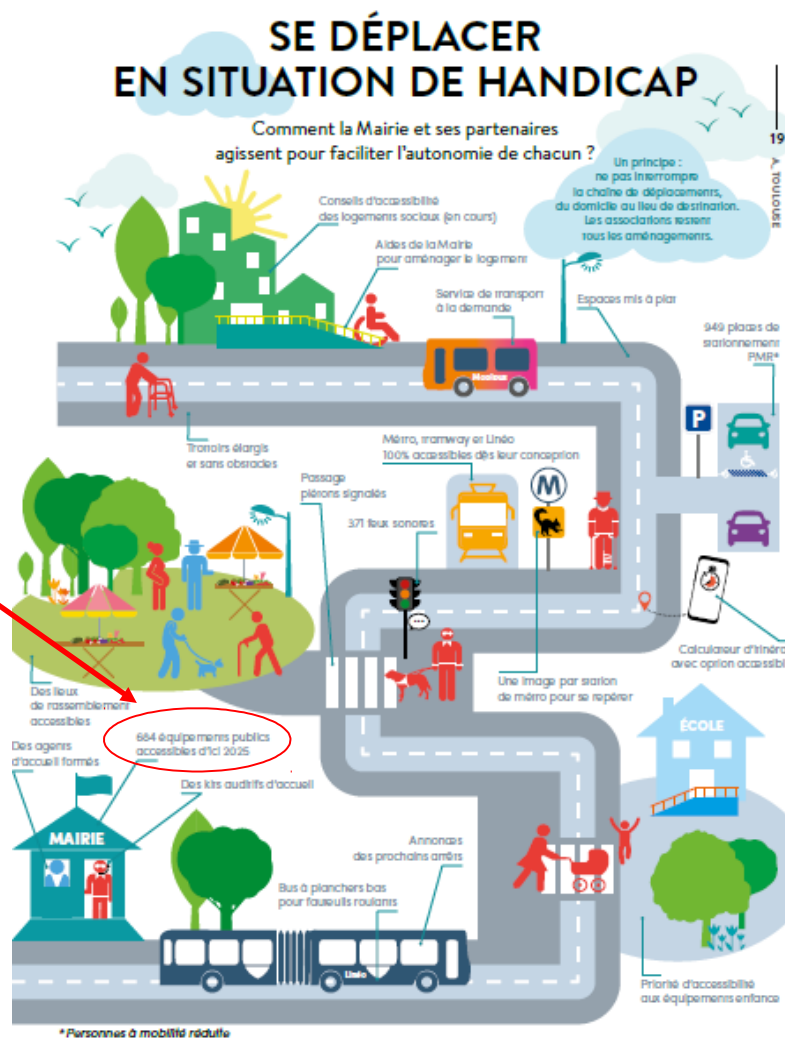 SE DÉPLACER
EN SITUATION DE HANDICAP
Comment la Mairie et ses partenaires
agissent pour faciliter l'autonomie de chacun ?
19
A. TOULOUSE
Un principe :
ne pas interrompre
la chaîne de déplacements,
du domicile au lieu de destination.
Les associations testent
tous les aménagements.
Conseils d'accessibilité
des logements sociaux (en cours)
Aides de la Mairie
pour aménager le logement
Service de transport
à la demande
Espaces mis à plat
949 places de
stationnement
PMR*
Mobibus
P
Trottoirs élargis
et sans obstacles
Métro, tramway et Linéo
100% accessibles dès leur conception
Passage
piétons signalés
M
371 feux sonores
Calculateur d'itinéra
avec option accessibl
Une image par station
de métro pour se repérer
Des lieux
de rassemblement
accessibles
684 équipements publics
accessibles d'ici 2025
Des agents
d'accueil formés
Des kits auditifs d'accueil
ÉCOLE
MAIRIE
Annonces
des prochains arrêts
Bus à planchers bas
pour fauteuils roulants
Linéo
Priorité d'accessibilité
aux équipements enfance
* Personnes à mobilité réduite